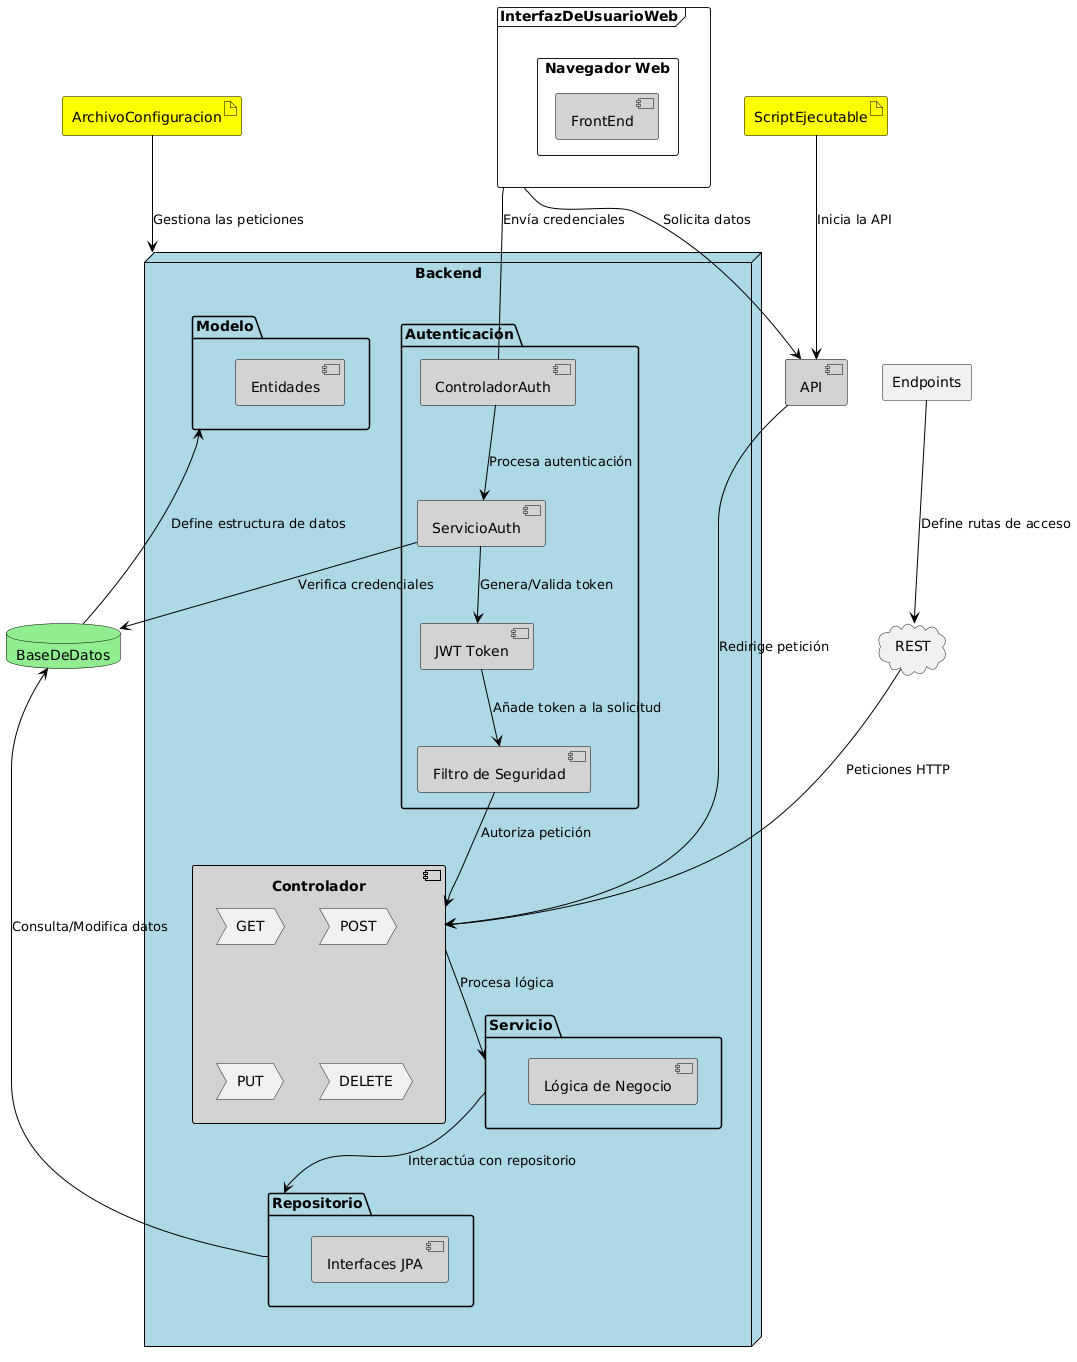 InterfazDeUsuarioWeb
Navegador Web
FrontEnd
ArchivoConfiguracion
ScriptEjecutable
Gestiona las peticiones
Envía credenciales
Solicita datos
Inicia la API
Backend
Modelo
Autenticación
Entidades
ControladorAuth
API
Endpoints
Procesa autenticación
Define estructura de datos
ServicioAuth
Define rutas de acceso
Verifica credenciales
Genera/Valida token
BaseDeDatos
JWT Token
Redirige petición
REST
Añade token a la solicitud
Filtro de Seguridad
Peticiones HTTP
Autoriza petición
Controlador
GET
POST
Consulta/Modifica datos
Procesa lógica
Servicio
PUT
DELETE
Lógica de Negocio
Interactúa con repositorio
Repositorio
Interfaces JPA